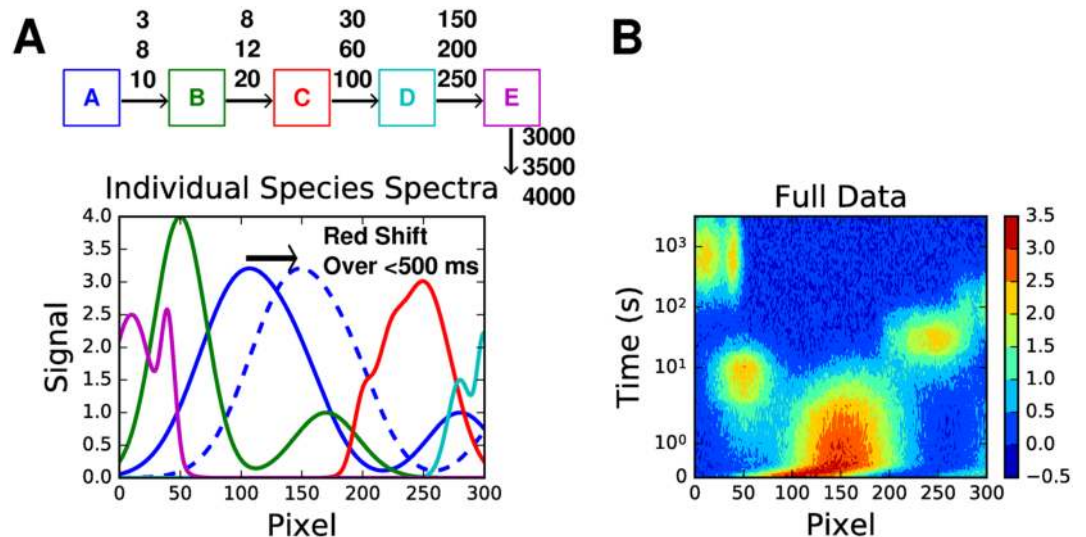 A
3 8 30 150
8 12 60 200
10 20 100 250
A B C D E
3000
3500
4000
Individual Species Spectra
Red Shift
Over <500 ms
4.0
3.5
3.0
2.5
2.0
1.5
1.0
0.5
0.0
Signal
0 50 100 150 200 250 300
Pixel
B
Full Data
10³
10²
10¹
10⁰
0
Time (s)
0 50 100 150 200 250 300
Pixel
3.5
3.0
2.5
2.0
1.5
1.0
0.5
0.0
−0.5